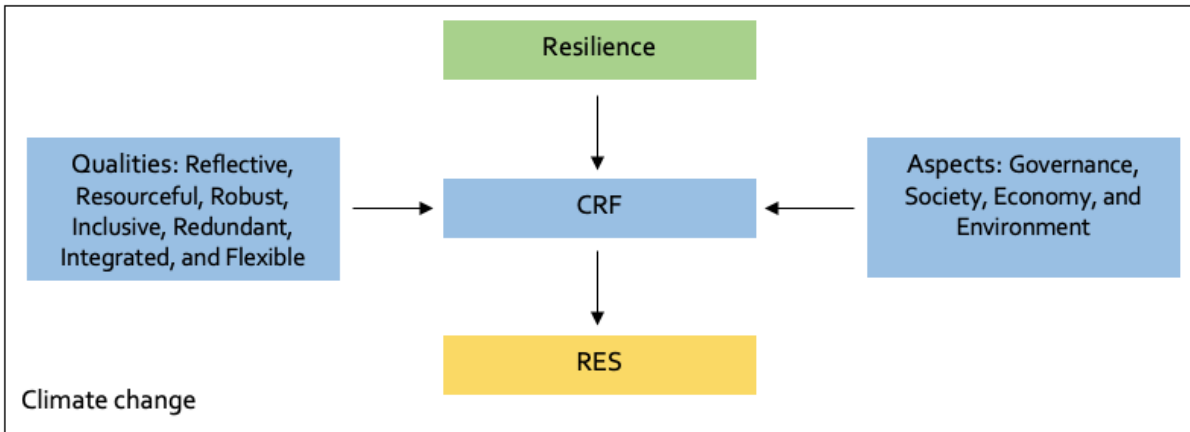 Resilience
Qualities: Reflective,
Resourceful, Robust,
Inclusive, Redundant,
Integrated, and Flexible
CRF
Aspects: Governance,
Society, Economy, and
Environment
RES
Climate change